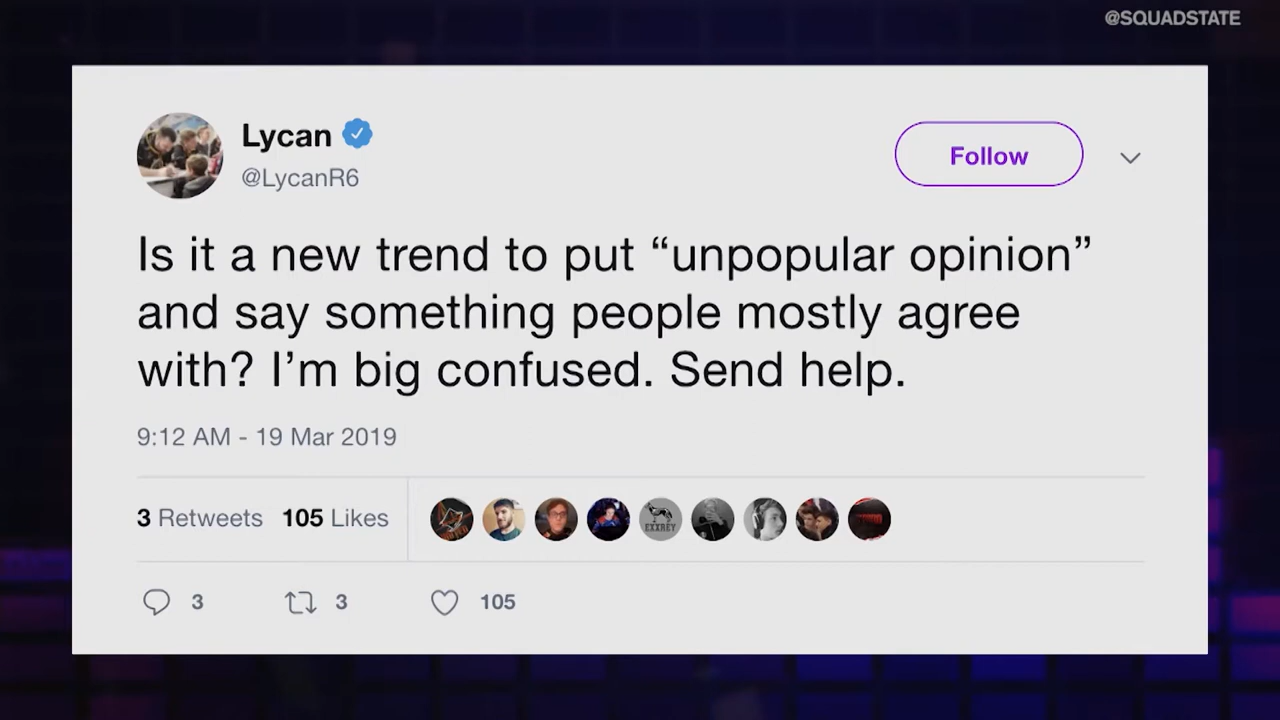 @SQUADSTATE
Lycan
@LycanR6
Follow
Is it a new trend to put “unpopular opinion”
and say something people mostly agree
with? I’m big confused. Send help.
9:12 AM - 19 Mar 2019
3 Retweets 105 Likes
EXXREY
3 3 105